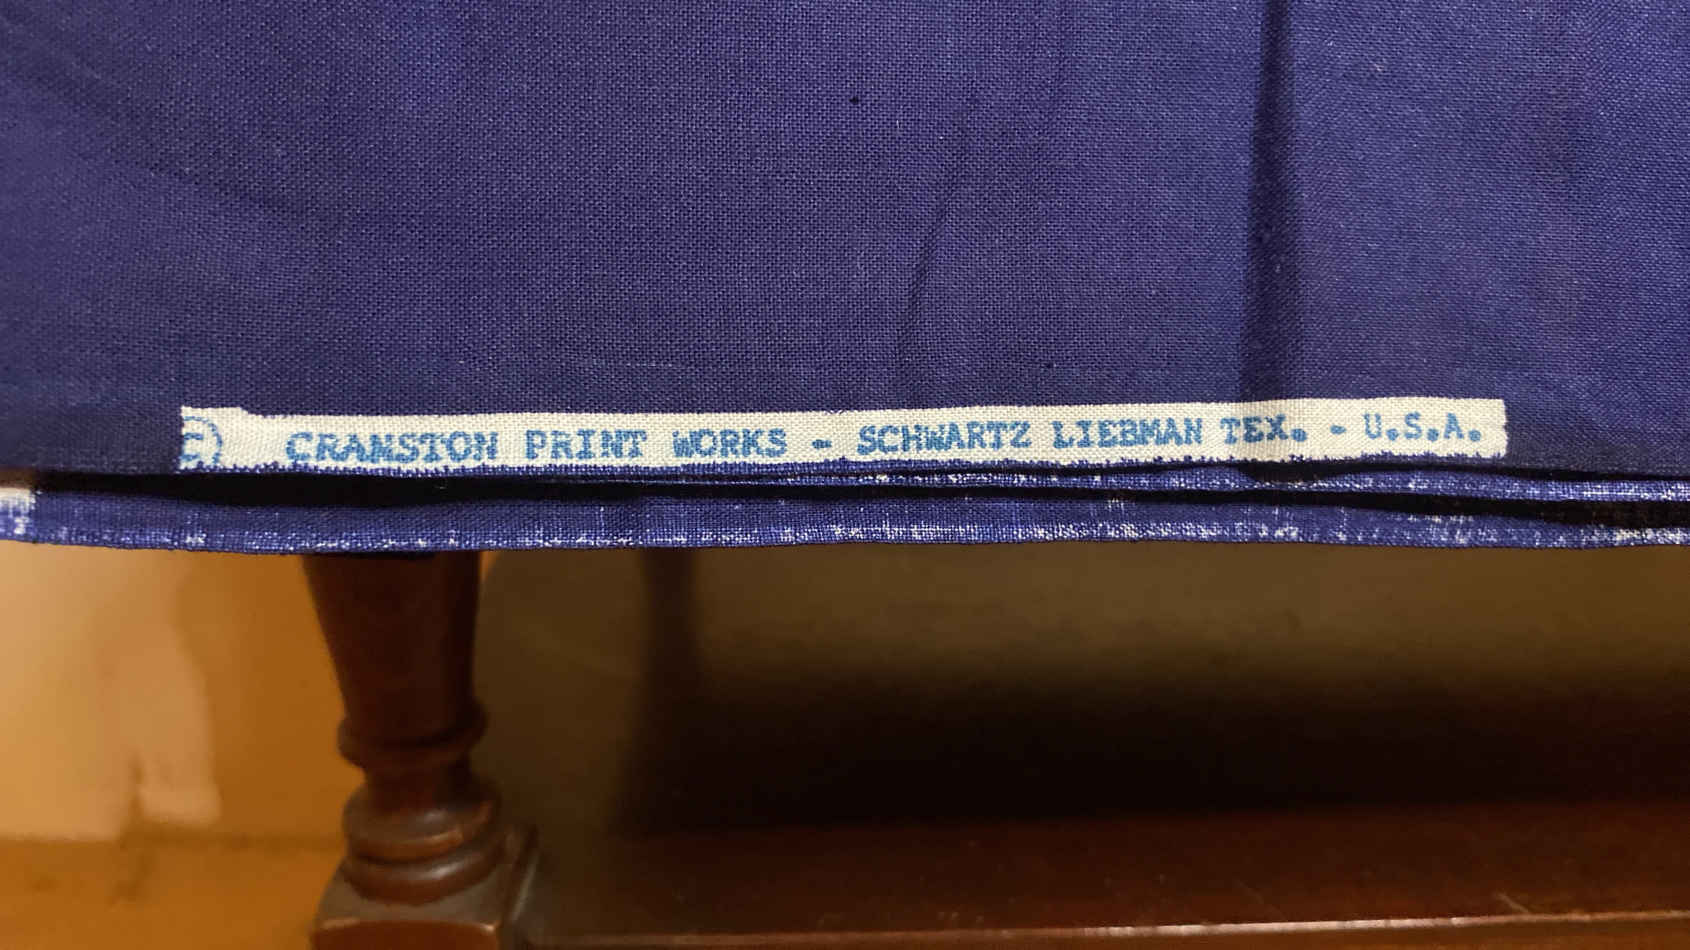 © CRANSTON PRINT WORKS - SCHWARTZ LIEBMAN TEX. - U.S.A.